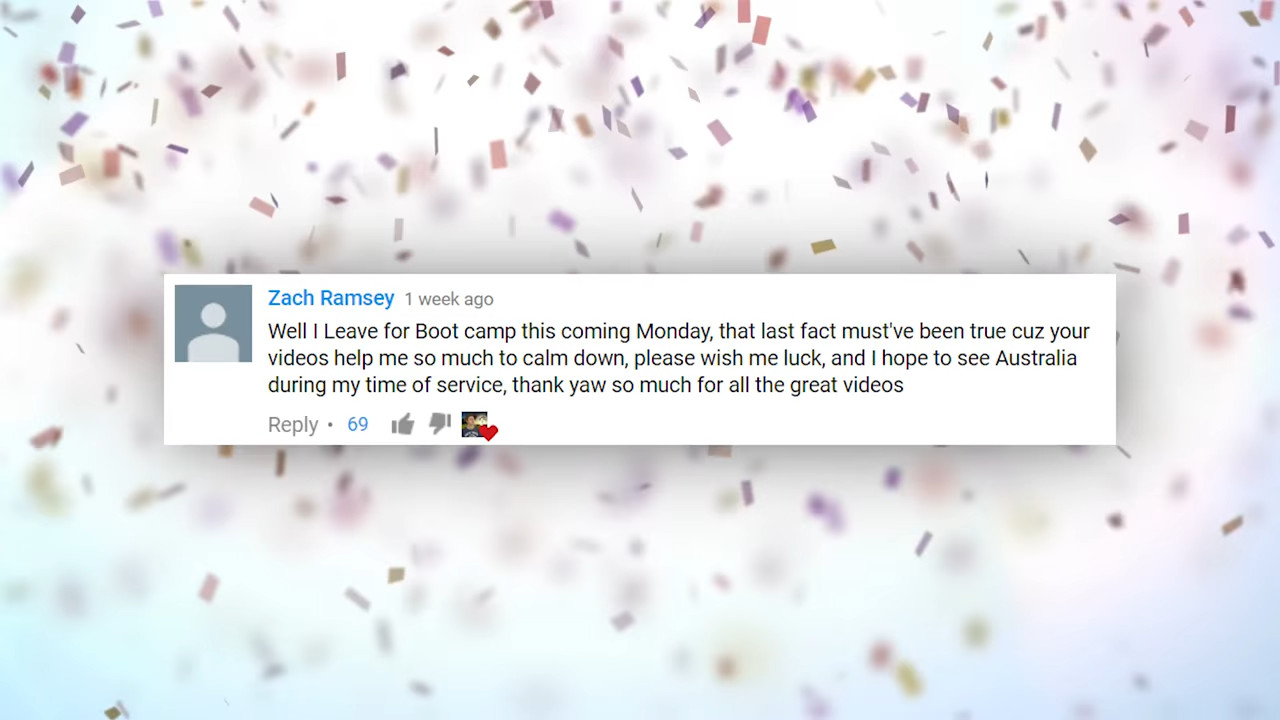 Zach Ramsey 1 week ago
Well I Leave for Boot camp this coming Monday, that last fact must've been true cuz your
videos help me so much to calm down, please wish me luck, and I hope to see Australia
during my time of service, thank yaw so much for all the great videos
Reply • 69